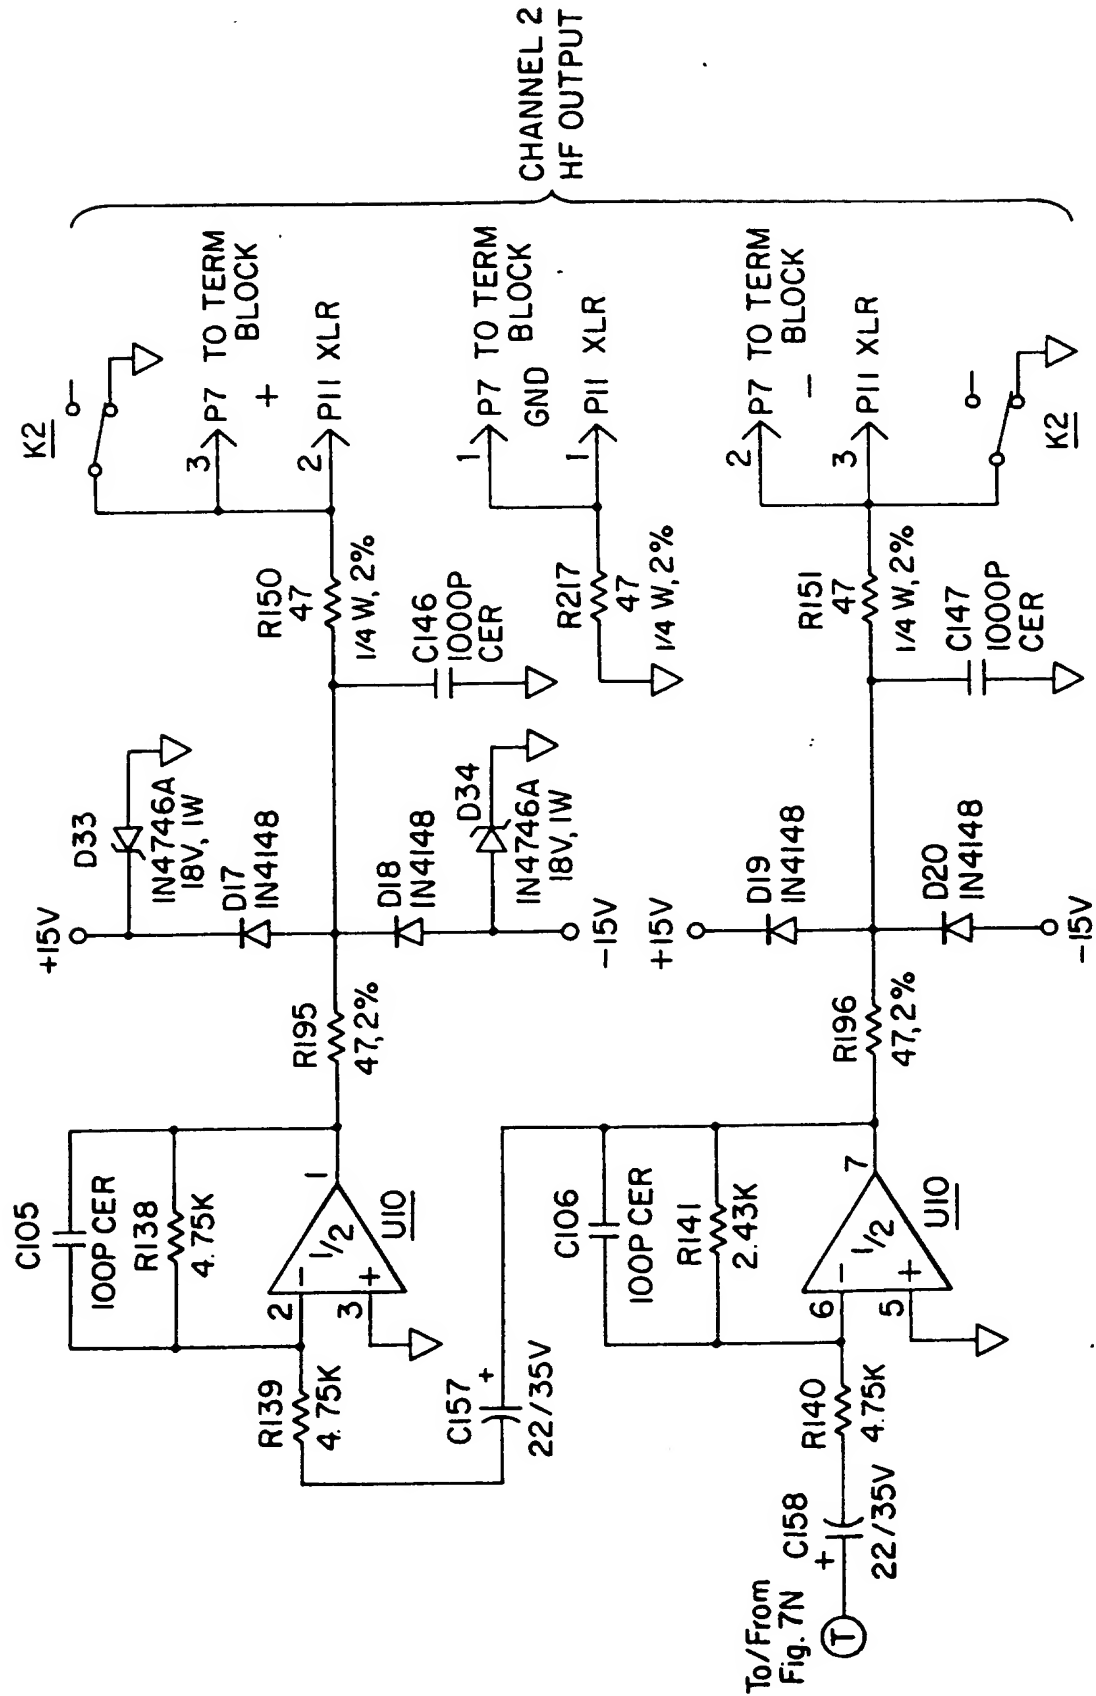 C105
100P CER
R138
4.75K
2
3
–
+
1/2
1
U10
R139
4.75K
C157
+
22/35V
R195
47,2%
+15V
D33
1N4746A
18V, 1W
D17
1N4148
D18
1N4148
D34
1N4746A
18V, 1W
–15V
C146
1000P
CER
R150
47
1/4 W, 2%
K2
3
P7 TO TERM
BLOCK
+
2
P11 XLR
1
P7 TO TERM
BLOCK
GND
1
P11 XLR
R217
47
1/4 W, 2%
CHANNEL 2
HF OUTPUT
To/From
Fig. 7N
T
+
C158
22/35V
R140
4.75K
C106
100P CER
R141
2.43K
6
5
–
+
1/2
7
U10
R196
47,2%
+15V
D19
1N4148
D20
1N4148
–15V
C147
1000P
CER
R151
47
1/4 W, 2%
2
P7 TO TERM
BLOCK
–
3
P11 XLR
K2